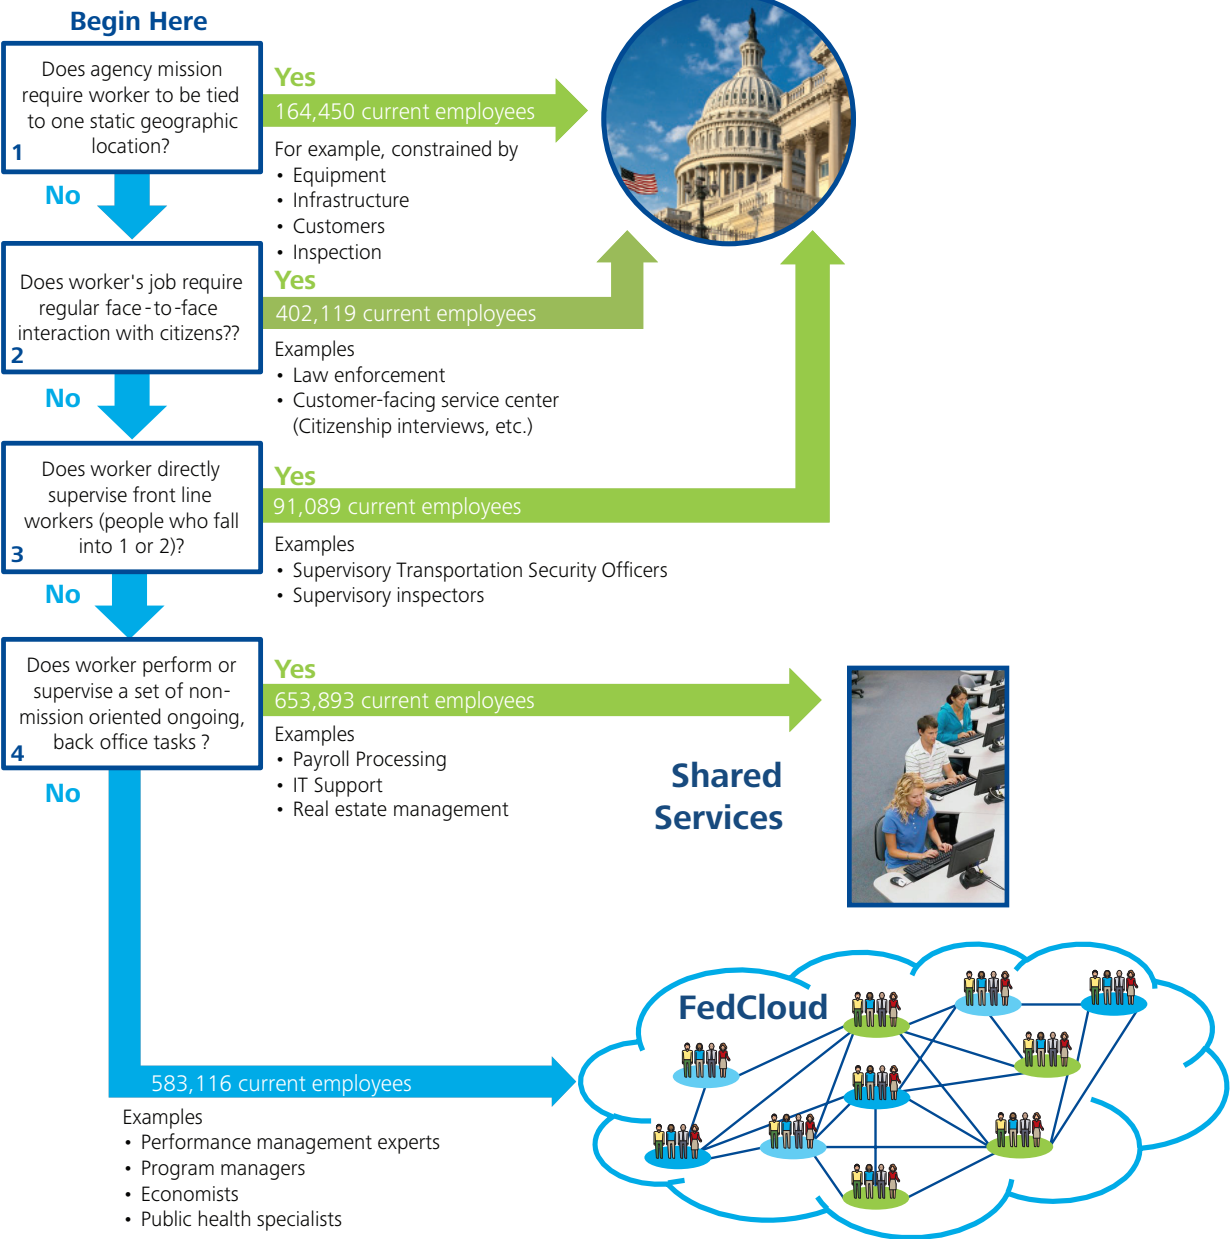 Begin Here
Does agency mission
require worker to be tied
to one static geographic
location?
1
Yes
164,450 current employees
For example, constrained by
• Equipment
• Infrastructure
• Customers
• Inspection
No
Does worker's job require
regular face-to-face
interaction with citizens??
2
Yes
402,119 current employees
Examples
• Law enforcement
• Customer-facing service center
(Citizenship interviews, etc.)
No
Does worker directly
supervise front line
workers (people who fall
into 1 or 2)?
3
Yes
91,089 current employees
Examples
• Supervisory Transportation Security Officers
• Supervisory inspectors
No
Does worker perform or
supervise a set of non-
mission oriented ongoing,
back office tasks ?
4
Yes
653,893 current employees
Examples
• Payroll Processing
• IT Support
• Real estate management
Shared
Services
No
FedCloud
583,116 current employees
Examples
• Performance management experts
• Program managers
• Economists
• Public health specialists